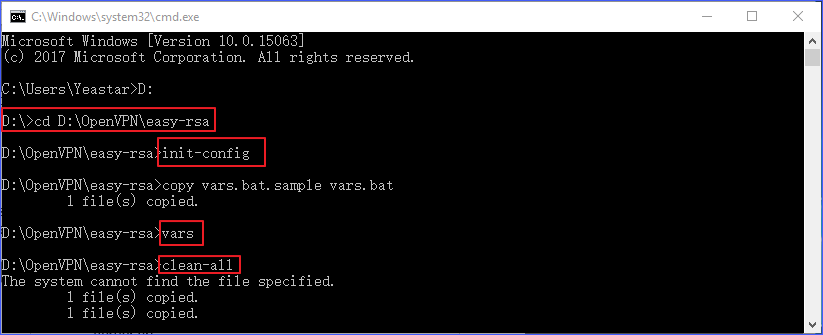 C:\Windows\system32\cmd.exe
Microsoft Windows [Version 10.0.15063]
(c) 2017 Microsoft Corporation. All rights reserved.
C:\Users\Yeastar>D:
D:\>cd D:\OpenVPN\easy-rsa
D:\OpenVPN\easy-rsa>init-config
D:\OpenVPN\easy-rsa>copy vars.bat.sample vars.bat
1 file(s) copied.
D:\OpenVPN\easy-rsa>vars
D:\OpenVPN\easy-rsa>clean-all
The system cannot find the file specified.
1 file(s) copied.
1 file(s) copied.